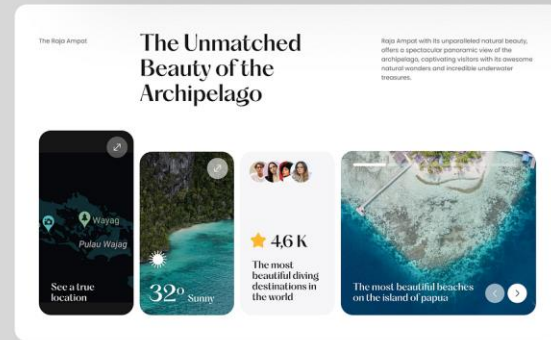 The Raja Ampat
The Unmatched
Beauty of the
Archipelago
Raja Ampat with its unparalleled natural beauty,
offers a spectacular panoramic view of the
archipelago, captivating visitors with its awesome
natural wonders and incredible underwater
treasures.
Wayag
Pulau Wajag
See a true
location
32° Sunny
4,6 K
The most
beautiful diving
destinations in
the world
The most beautiful beaches
on the island of papua